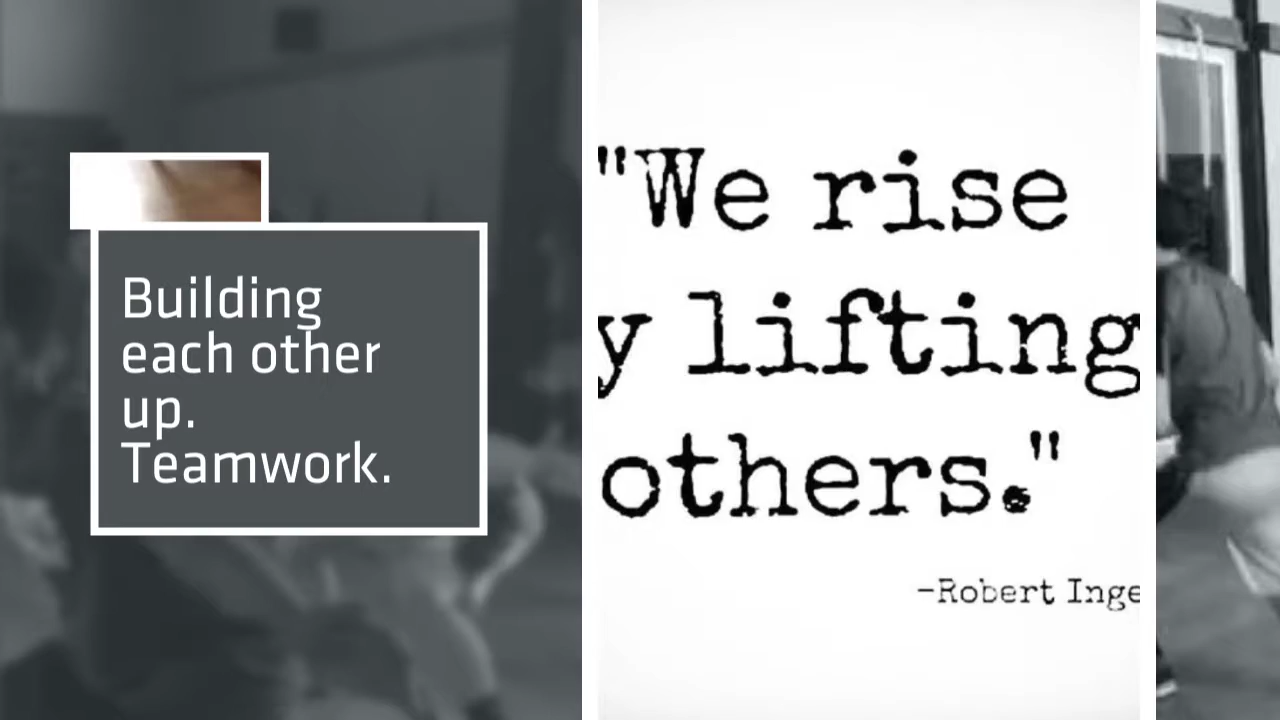 Building
each other
up.
Teamwork.
"We rise
y lifting
others."
-Robert Inge